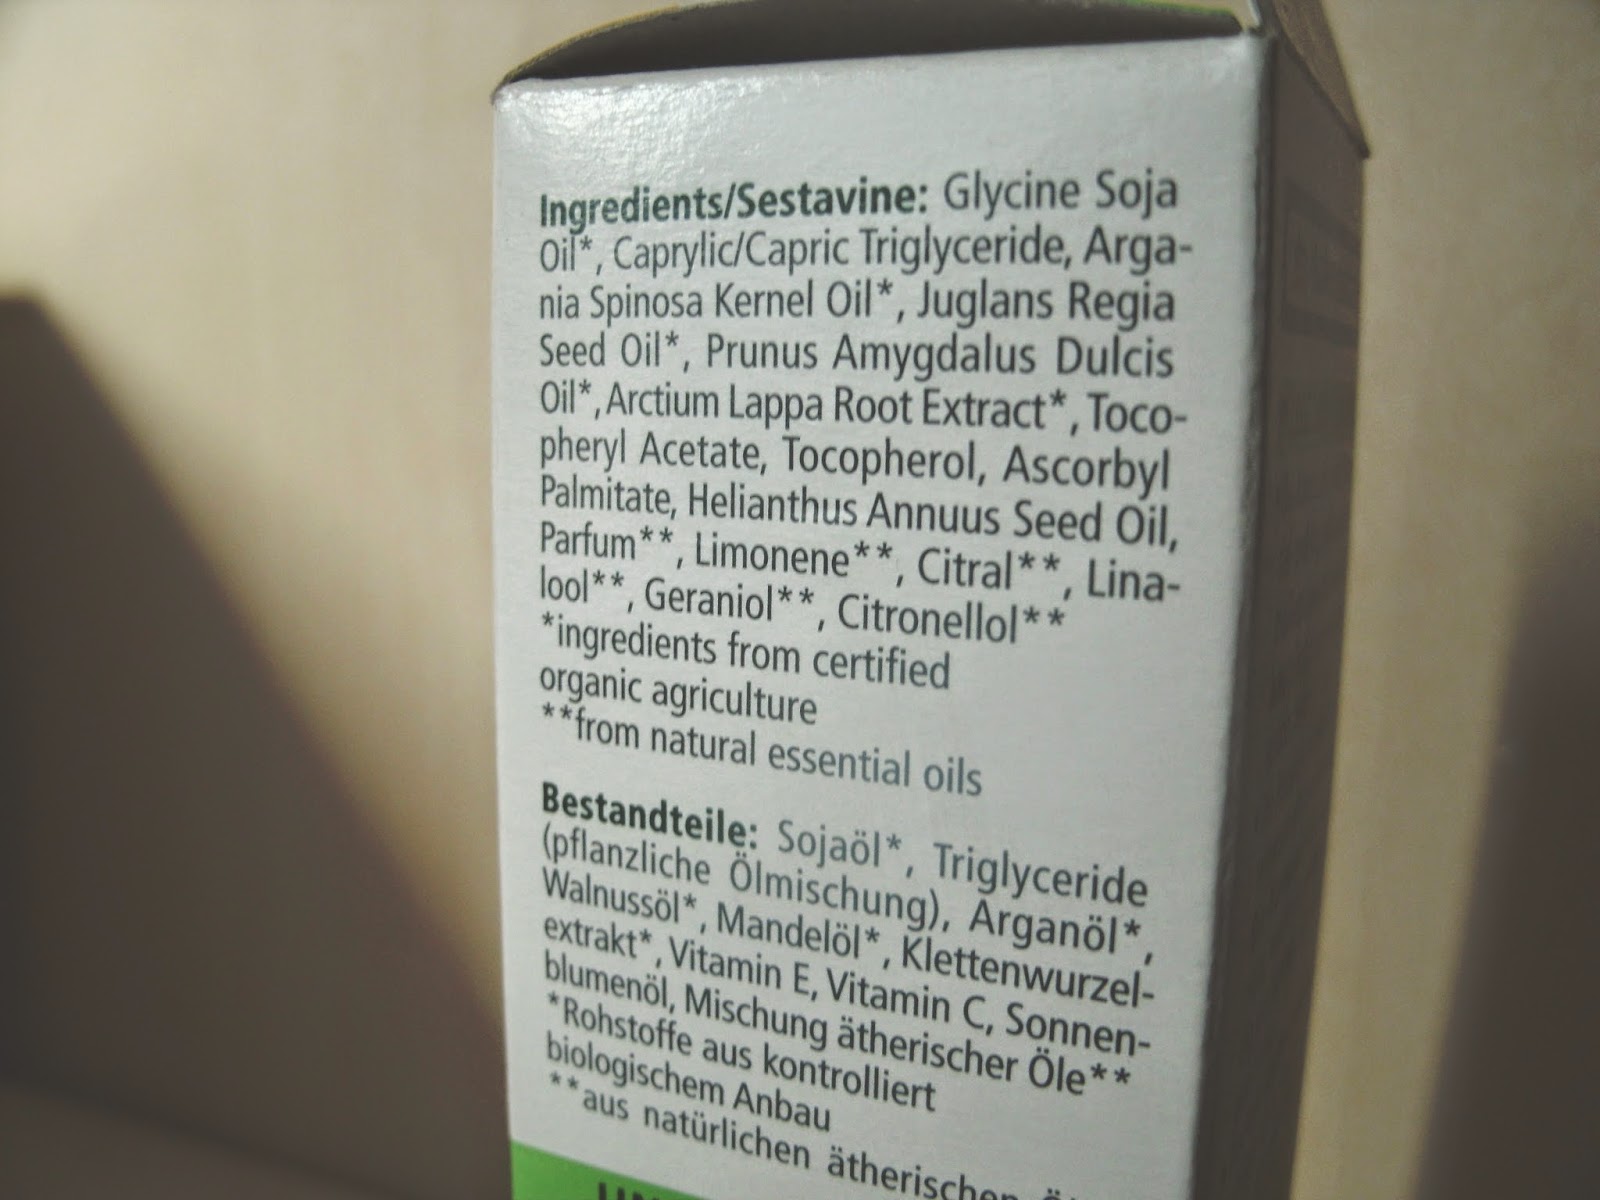 Ingredients/Sestavine: Glycine Soja
Oil*, Caprylic/Capric Triglyceride, Arga-
nia Spinosa Kernel Oil*, Juglans Regia
Seed Oil*, Prunus Amygdalus Dulcis
Oil*, Arctium Lappa Root Extract*, Toco-
pheryl Acetate, Tocopherol, Ascorbyl
Palmitate, Helianthus Annuus Seed Oil,
Parfum**, Limonene**, Citral**, Lina-
lool**, Geraniol**, Citronellol**
*ingredients from certified
organic agriculture
**from natural essential oils
Bestandteile: Sojaöl*, Triglyceride
(pflanzliche Ölmischung), Arganöl*,
Walnussöl*, Mandelöl*, Klettenwurzel-
extrakt*, Vitamin E, Vitamin C, Sonnen-
blumenöl, Mischung ätherischer Öle**
*Rohstoffe aus kontrolliert
biologischem Anbau
**aus natürlichen